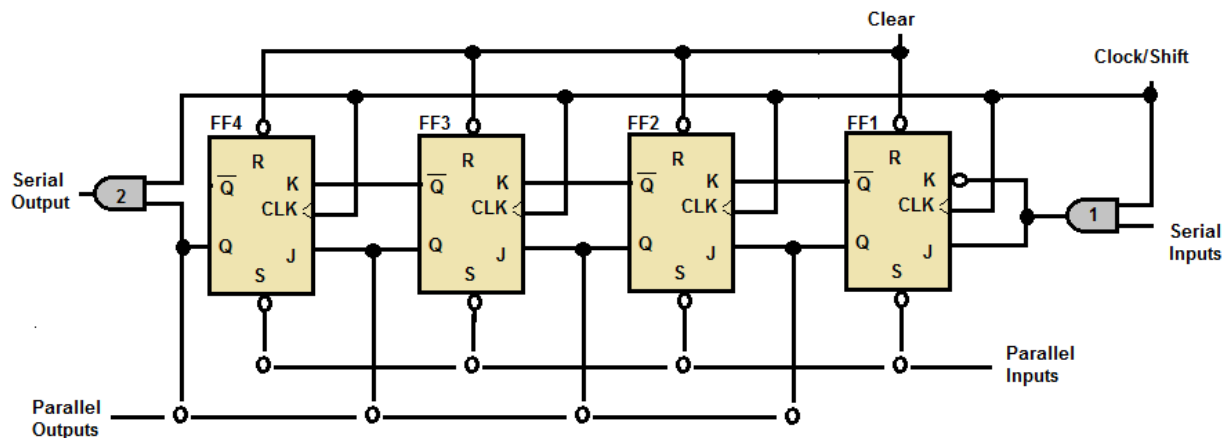 Clear
Clock/Shift
FF4
FF3
FF2
FF1
R
R
R
R
Q
K
Q
K
Q
K
Q
K
Serial
Output
2
CLK
CLK
CLK
CLK
1
Serial
Inputs
Q
J
Q
J
Q
J
Q
J
S
S
S
S
Parallel
Inputs
Parallel
Outputs